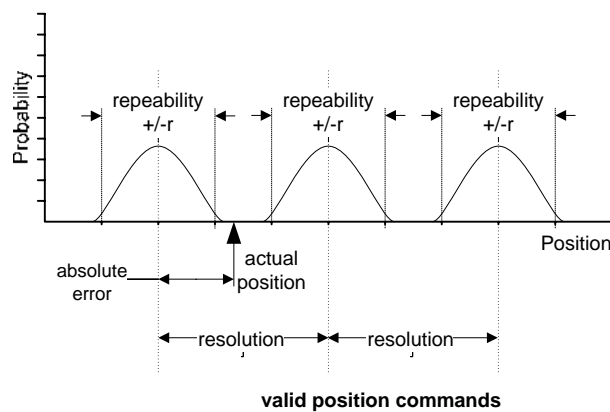 Probability
repeability
+/-r
repeability
+/-r
repeability
+/-r
Position
absolute
error
actual
position
resolution
resolution
valid position commands